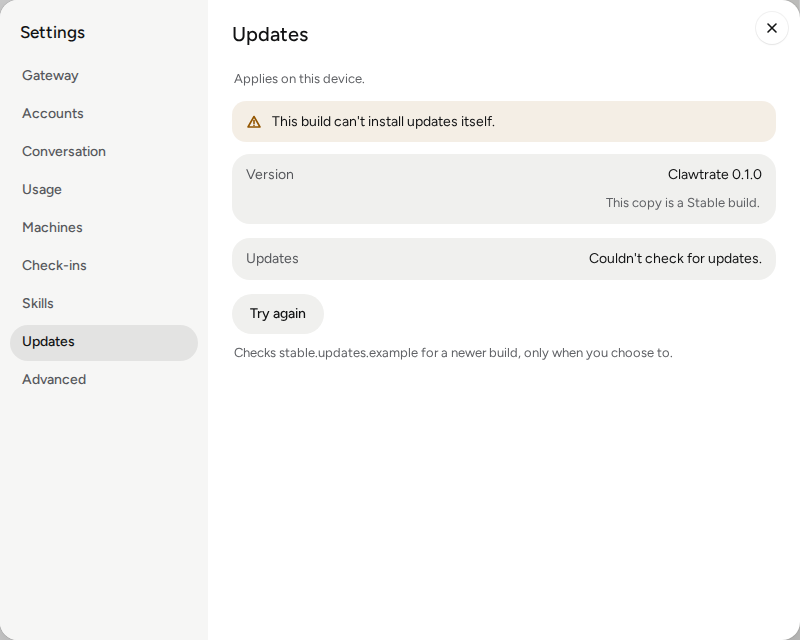 Settings
Gateway
Accounts
Conversation
Usage
Machines
Check-ins
Skills
Updates
Advanced
Updates
Applies on this device.
This build can't install updates itself.
Version
Clawtrate 0.1.0
This copy is a Stable build.
Updates
Couldn't check for updates.
Try again
Checks stable.updates.example for a newer build, only when you choose to.